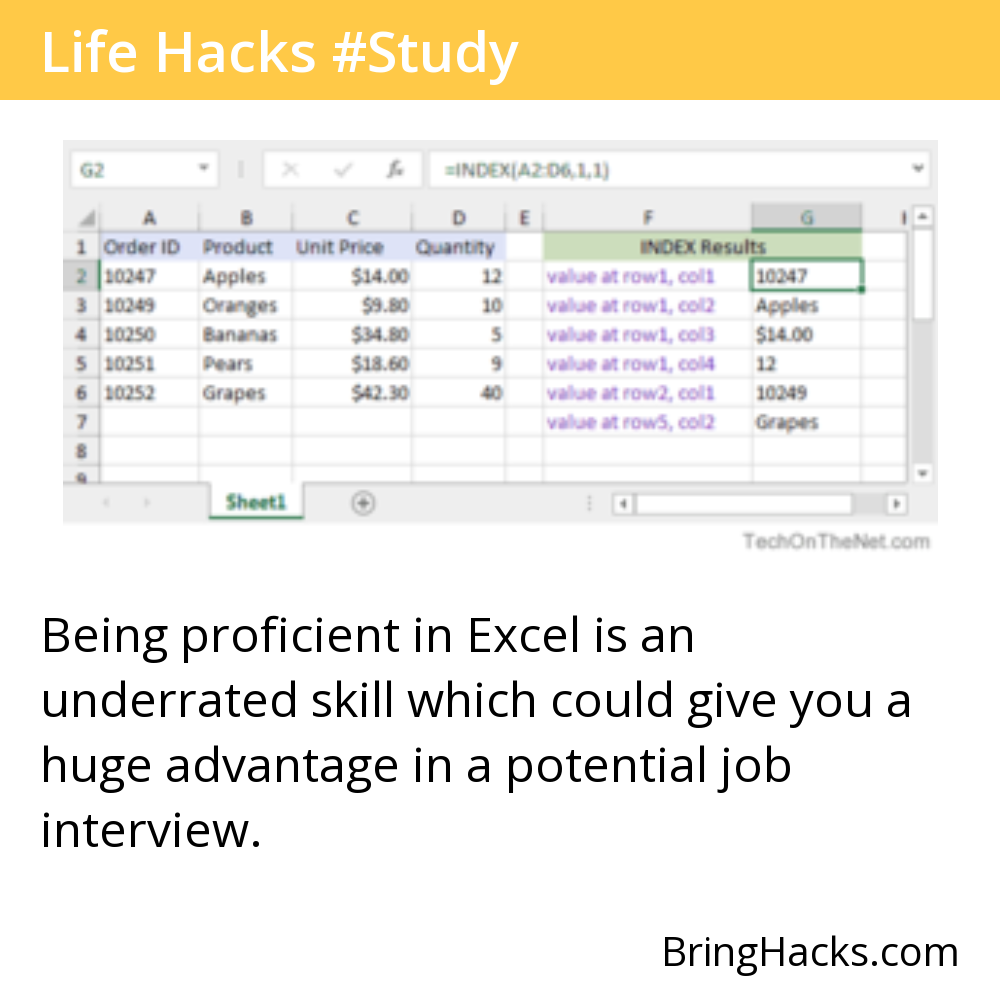 Life Hacks #Study
G2 fx =INDEX(A2:D6,1,1)
A B C D E F G
1 Order ID Product Unit Price Quantity INDEX Results
2 10247 Apples $14.00 12 value at row1, col1 10247
3 10249 Oranges $9.80 10 value at row1, col2 Apples
4 10250 Bananas $34.80 5 value at row1, col3 $14.00
5 10251 Pears $18.60 9 value at row1, col4 12
6 10252 Grapes $42.30 40 value at row2, col1 10249
7 value at row5, col2 Grapes
8
9
Sheet1
TechOnTheNet.com
Being proficient in Excel is an
underrated skill which could give you a
huge advantage in a potential job
interview.
BringHacks.com